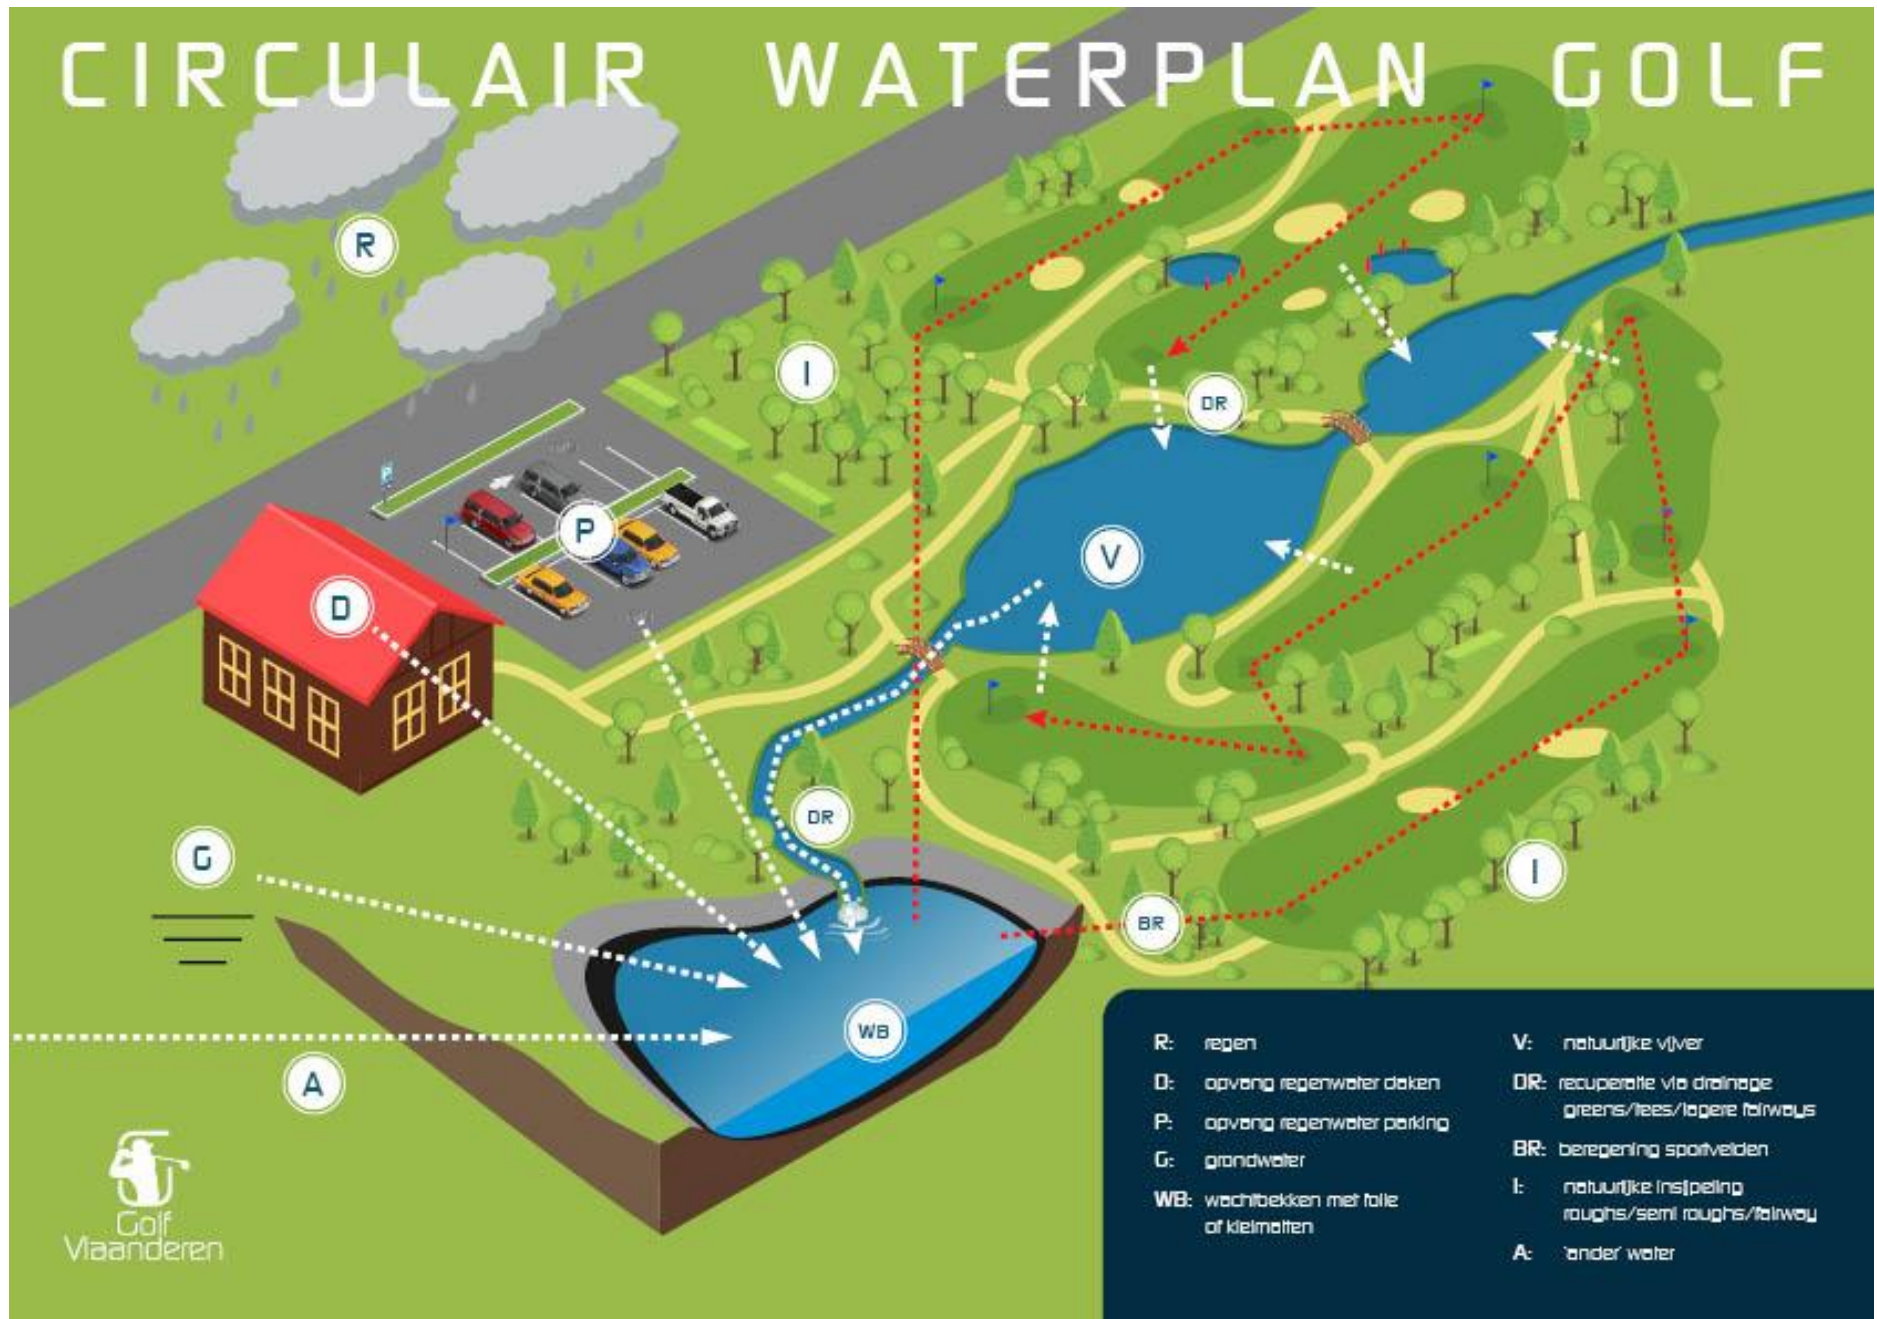 CIRCULAIR WATERPLAN GOLF
R
I
DR
P
V
D
DR
G
I
BR
WB
A
R: regen
D: opvang regenwater daken
P: opvang regenwater parking
G: grondwater
WB: wachtbekken met folie
of kleimatten
V: natuurlijke vijver
DR: recuperatie via drainage
greens/tees/lagere fairways
BR: beregening sportvelden
I: natuurlijke insijpeling
roughs/semi roughs/fairway
A: 'ander' water
Golf
Vlaanderen